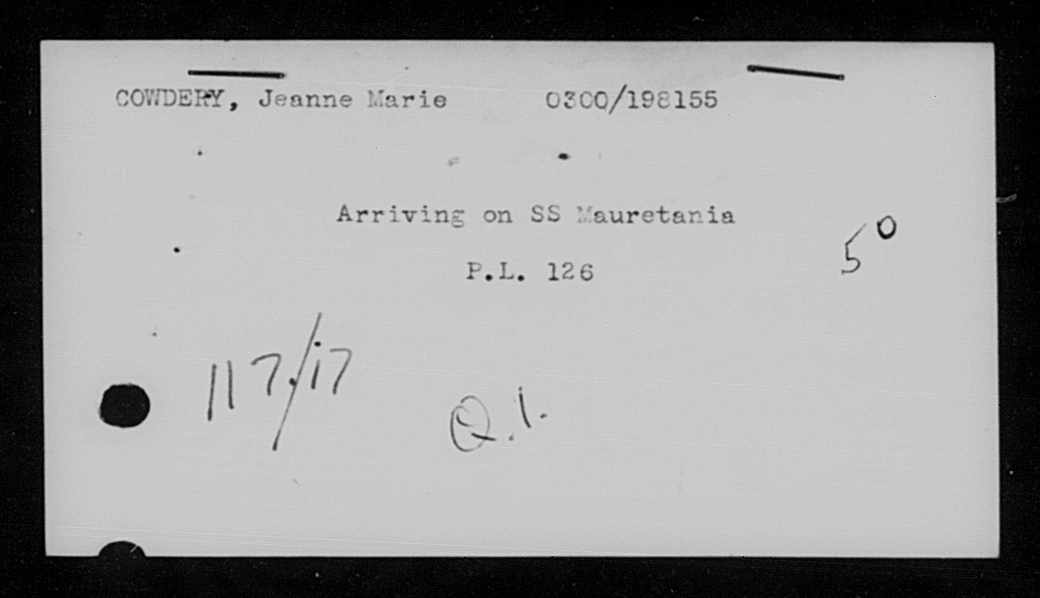 COWDERY, Jeanne Marie 0300/198155
Arriving on SS Mauretania
5⁰
P.L. 126
117/17
Q.1.